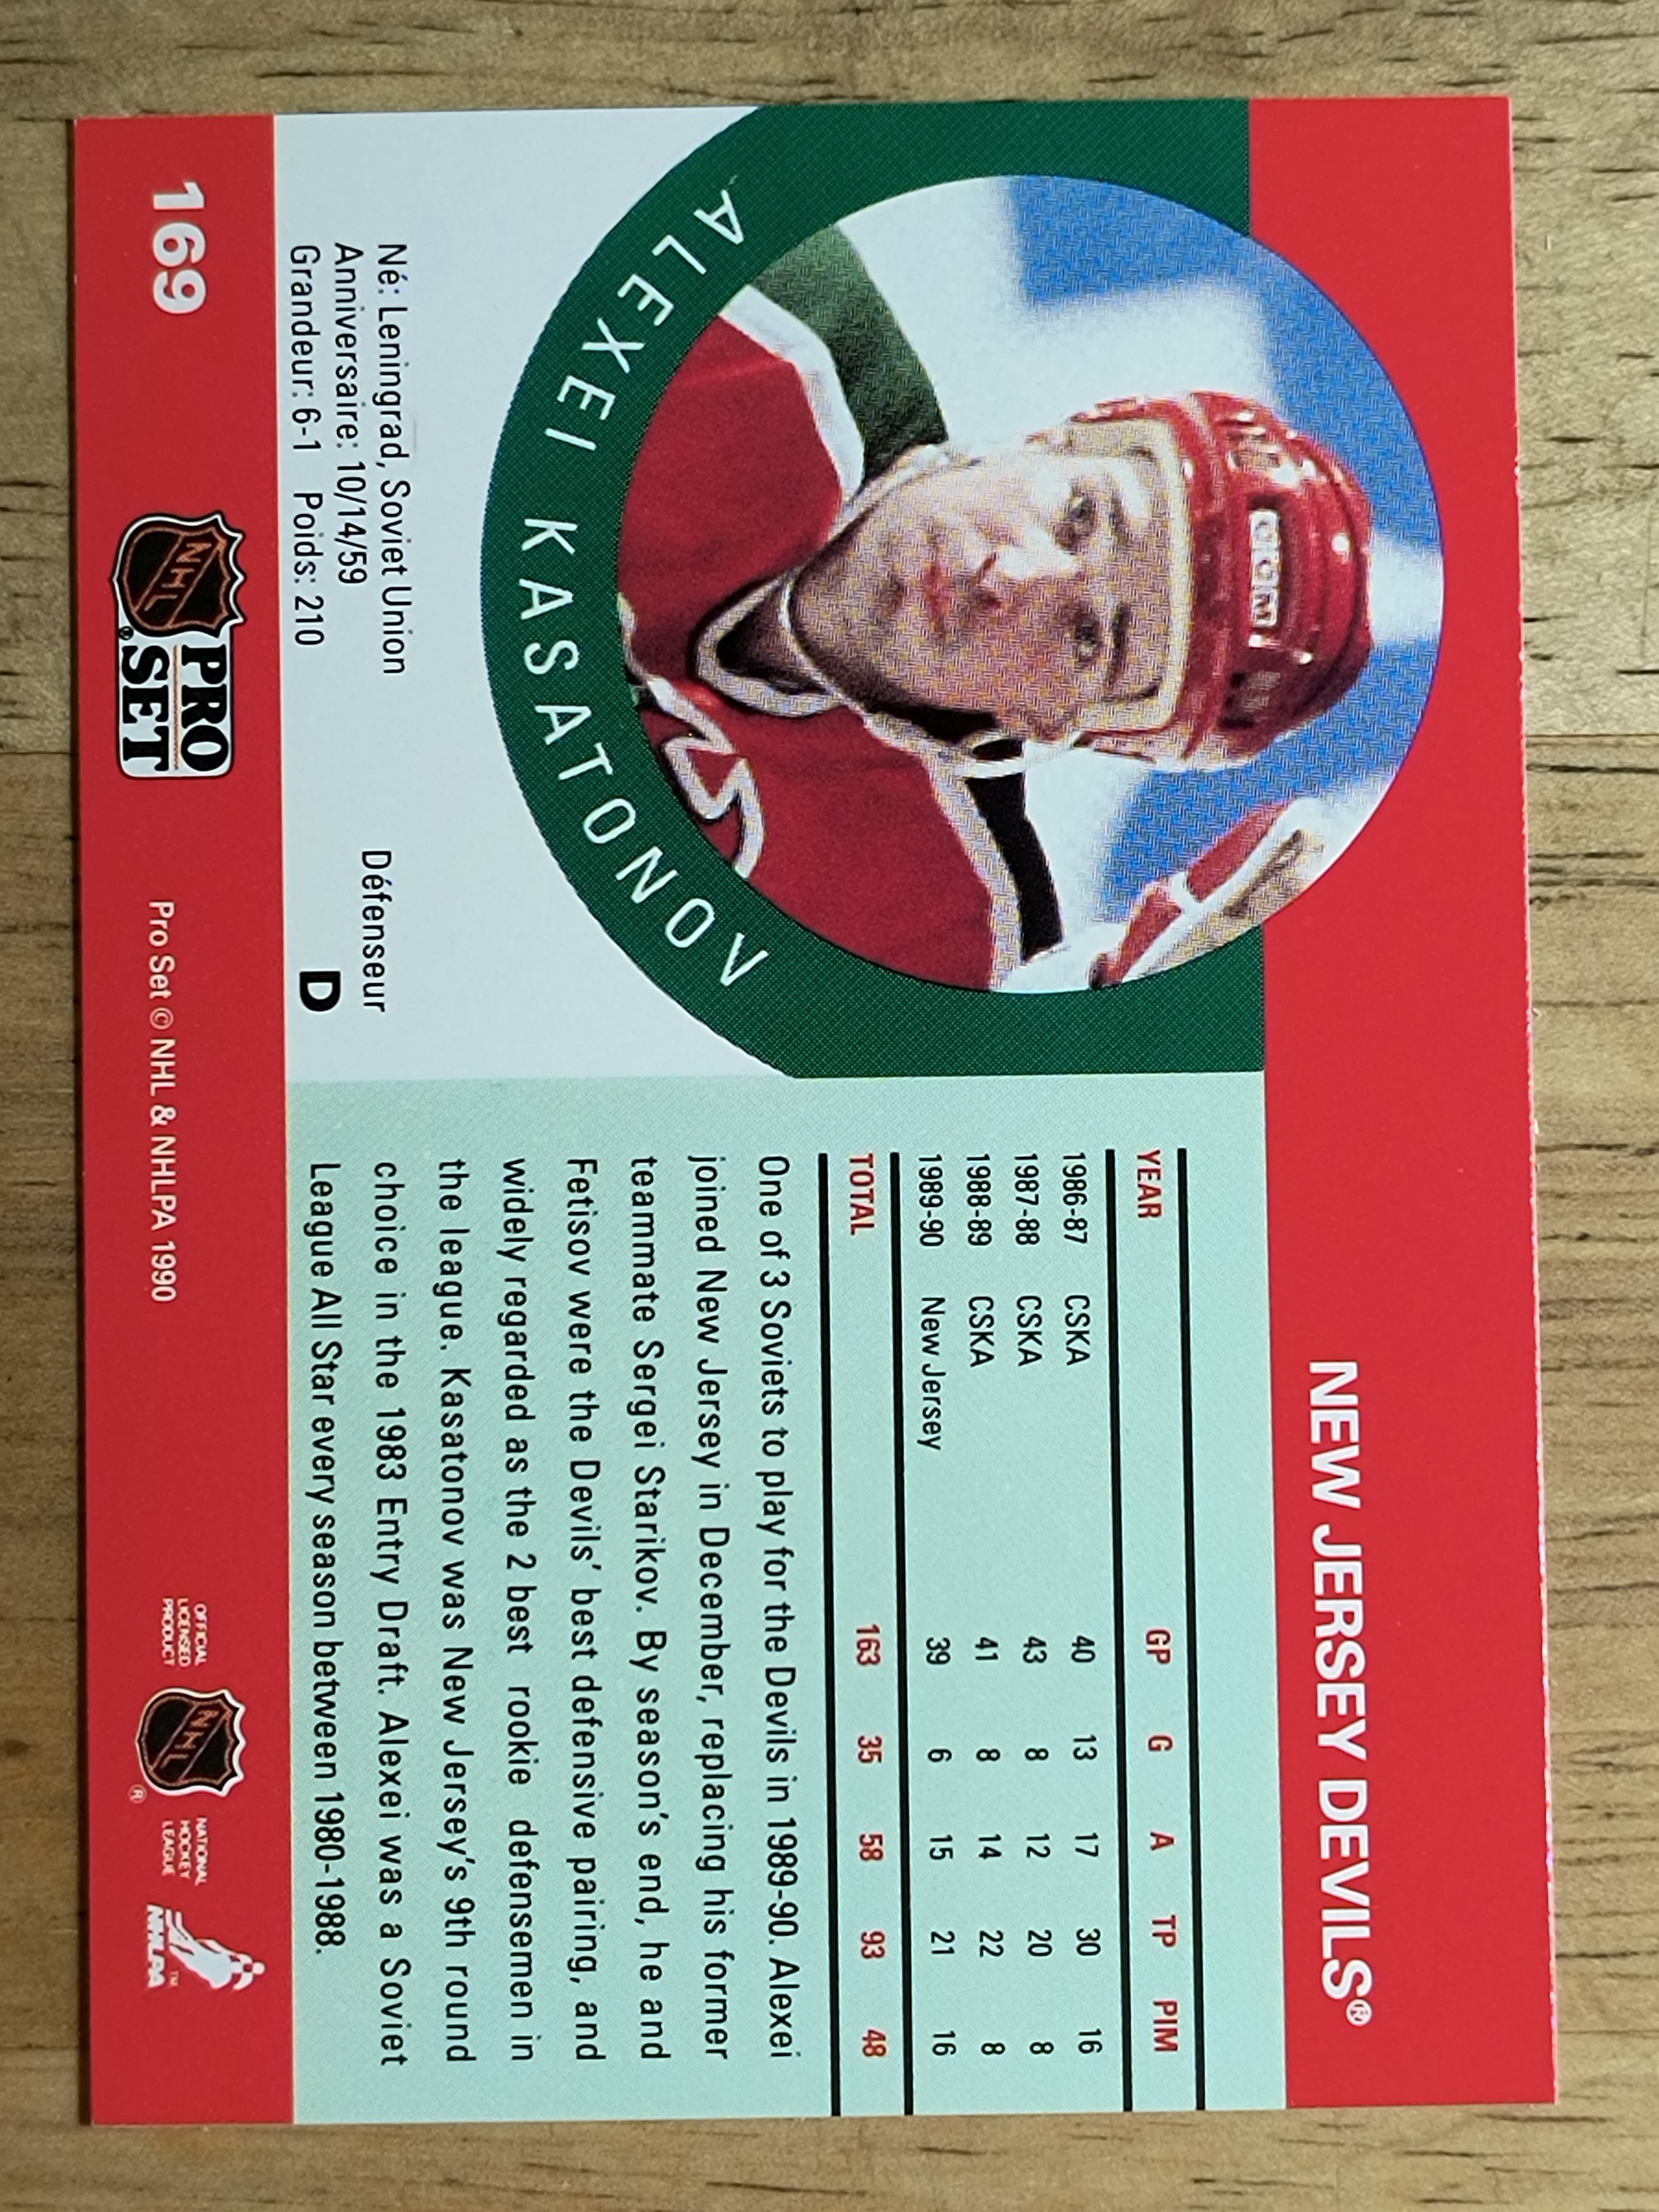 NEW JERSEY DEVILS®
CCM
ALEXEI KASATONOV
Né: Leningrad, Soviet Union
Anniversaire: 10/14/59
Grandeur: 6-1 Poids: 210
Défenseur
D
YEAR GP G A TP PIM
1986-87 CSKA 40 13 17 30 16
1987-88 CSKA 43 8 12 20 8
1988-89 CSKA 41 8 14 22 8
1989-90 New Jersey 39 6 15 21 16
TOTAL 163 35 58 93 48
One of 3 Soviets to play for the Devils in 1989-90. Alexei
joined New Jersey in December, replacing his former
teammate Sergei Starikov. By season's end, he and
Fetisov were the Devils' best defensive pairing, and
widely regarded as the 2 best rookie defensemen in
the league. Kasatonov was New Jersey's 9th round
choice in the 1983 Entry Draft. Alexei was a Soviet
League All Star every season between 1980-1988.
169
NHL®
PRO
SET
Pro Set © NHL & NHLPA 1990
OFFICIAL
LICENSED
PRODUCT
NHL®
NATIONAL
HOCKEY
LEAGUE
NHLPA™